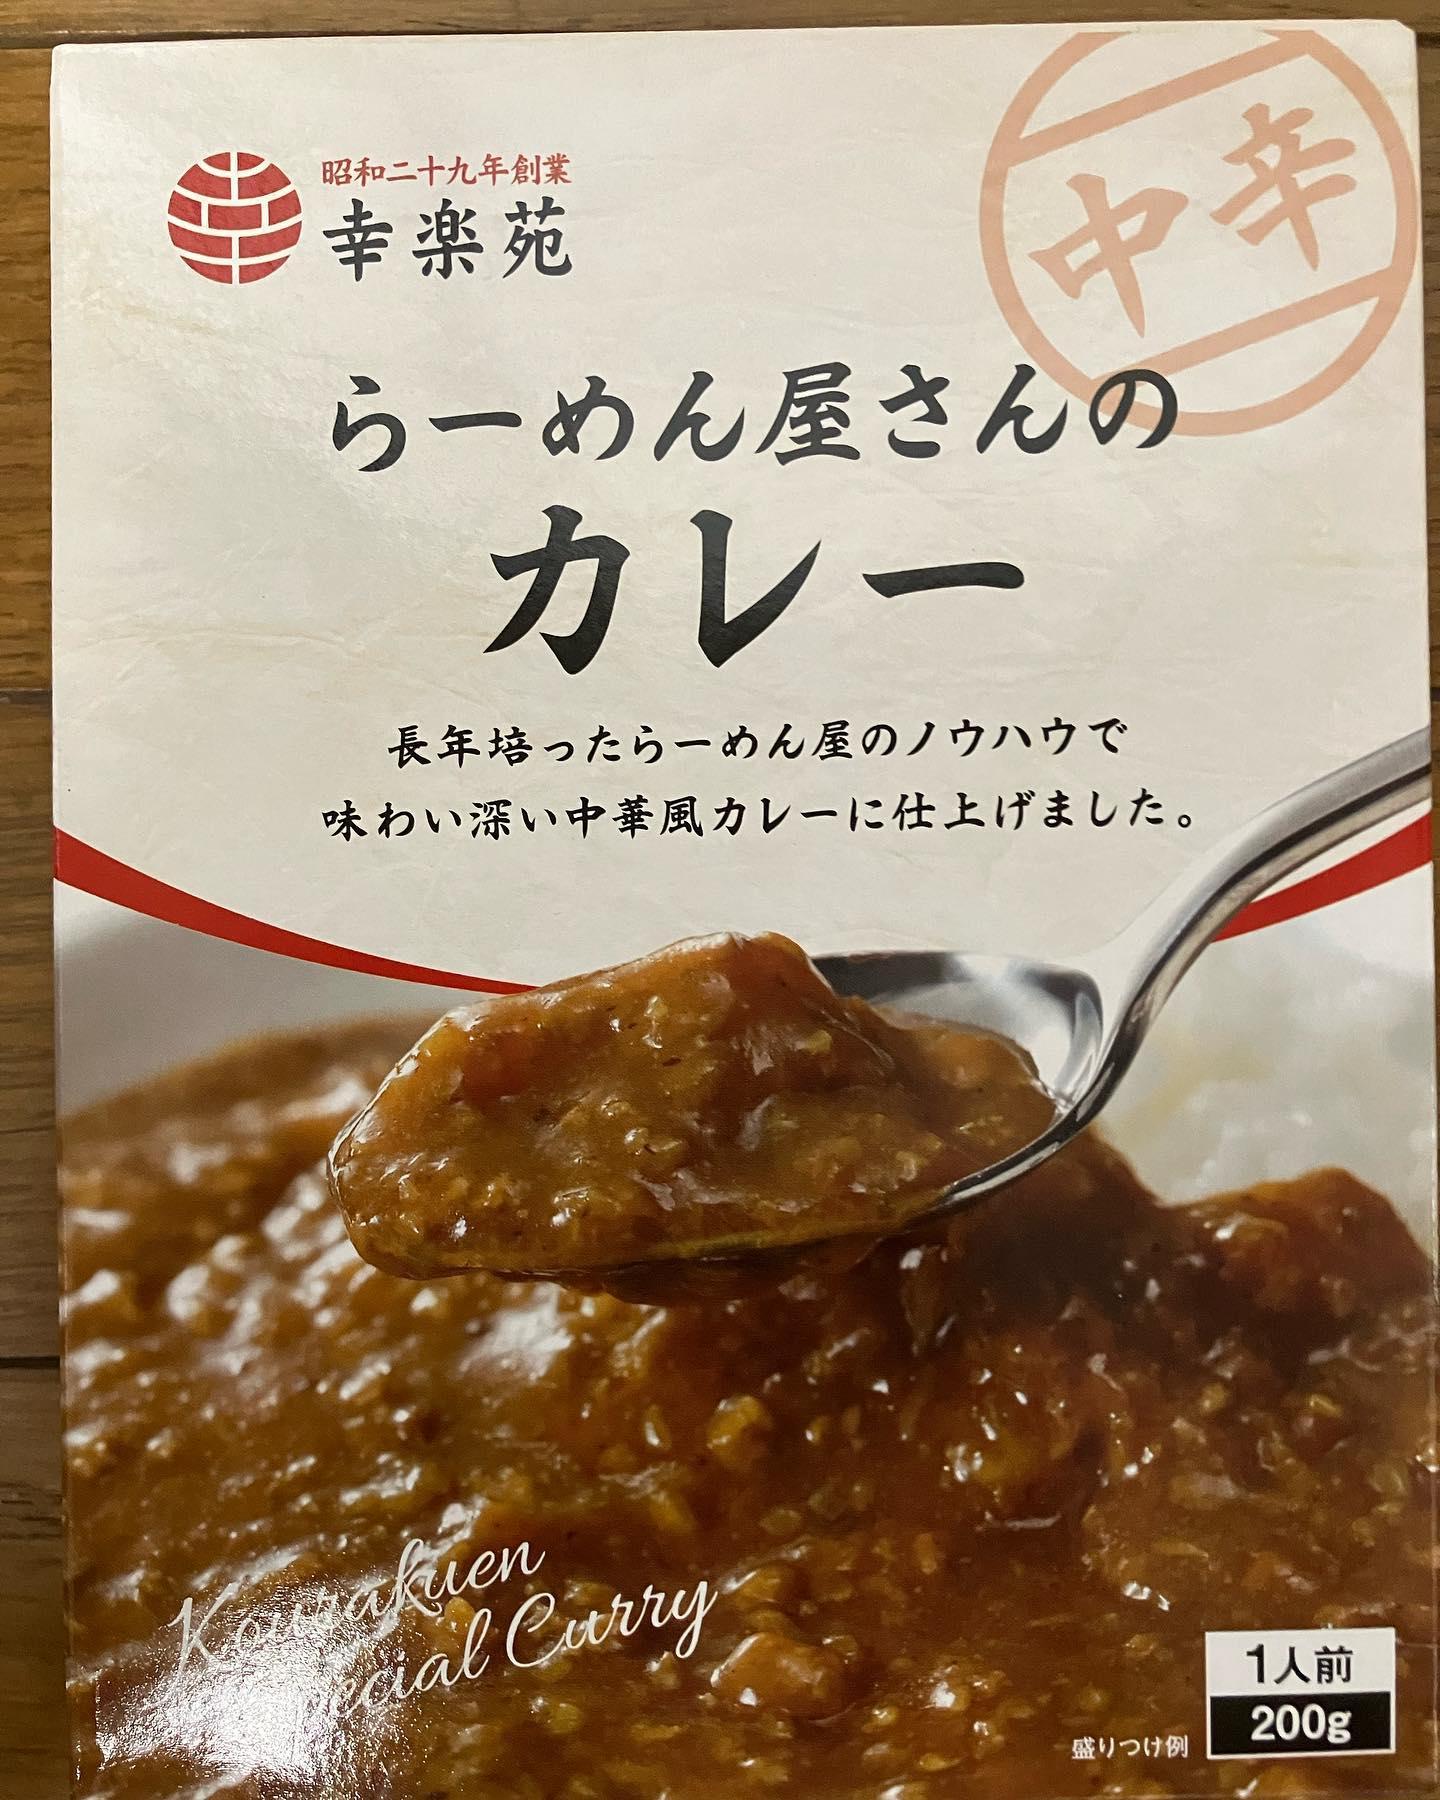 昭和二十九年創業
幸楽苑
中辛
らーめん屋さんの
カレー
長年培ったらーめん屋のノウハウで
味わい深い中華風カレーに仕上げました。
Kourakuen
Special Curry
1人前
200g
盛りつけ例